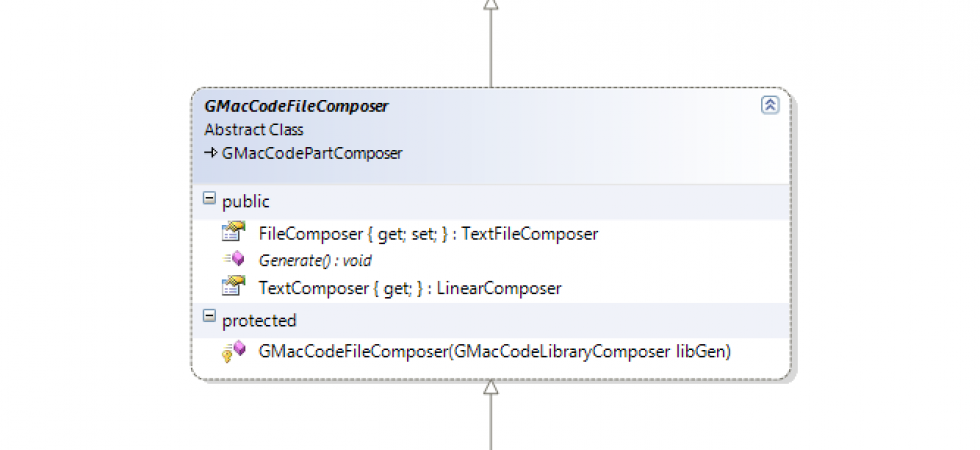 GMacCodeFileComposer
Abstract Class
GMacCodePartComposer
public
FileComposer { get; set; } : TextFileComposer
Generate() : void
TextComposer { get; } : LinearComposer
protected
GMacCodeFileComposer(GMacCodeLibraryComposer libGen)